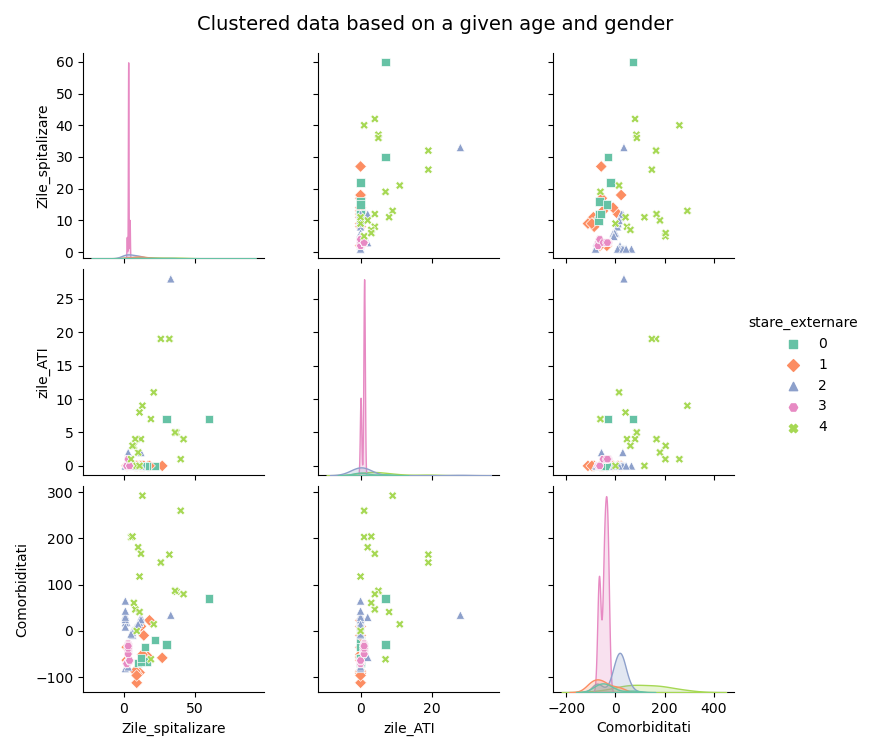 Clustered data based on a given age and gender
60
50
40
30
20
10
0
Zile_spitalizare
25
20
15
10
5
0
zile_ATI
stare_externare
0
1
2
3
4
300
200
100
0
−100
Comorbiditati
0 50
Zile_spitalizare
0 20
zile_ATI
−200 0 200 400
Comorbiditati